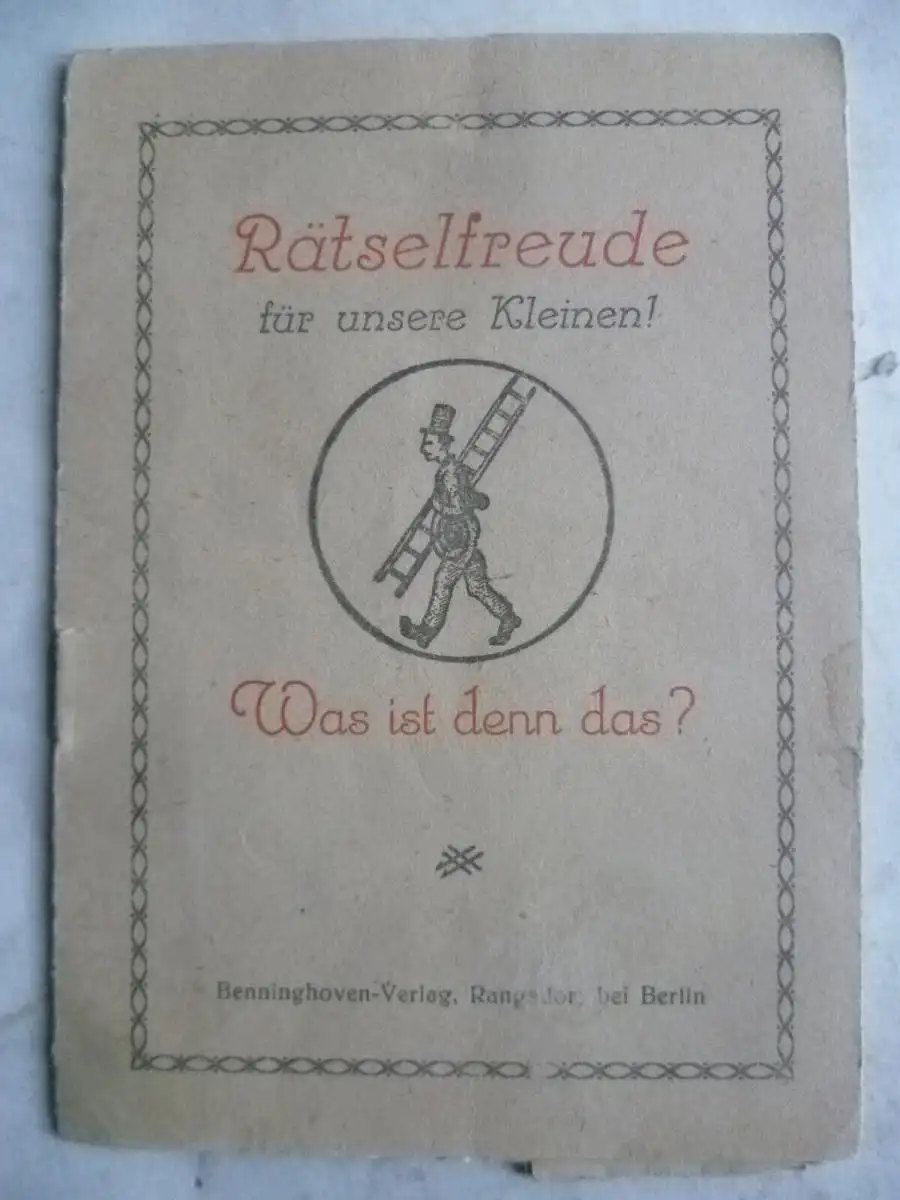 Rätselfreude
für unsere Kleinen!
Was ist denn das?
Benninghoven-Verlag, Rangsdorf bei Berlin